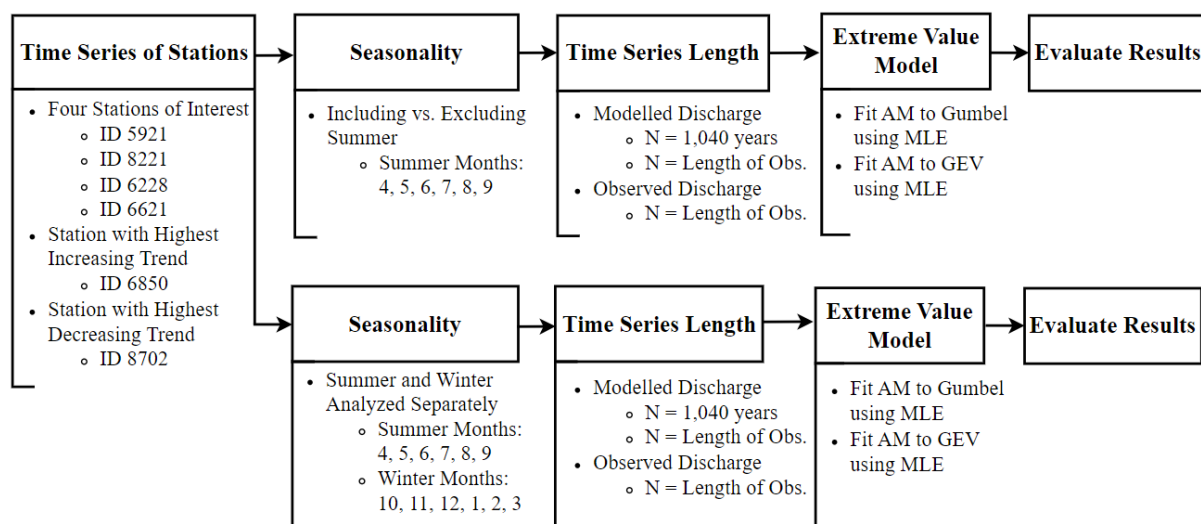 Time Series of Stations
• Four Stations of Interest
○ ID 5921
○ ID 8221
○ ID 6228
○ ID 6621
• Station with Highest
Increasing Trend
○ ID 6850
• Station with Highest
Decreasing Trend
○ ID 8702
Seasonality
• Including vs. Excluding
Summer
○ Summer Months:
4, 5, 6, 7, 8, 9
Time Series Length
• Modelled Discharge
○ N = 1,040 years
○ N = Length of Obs.
• Observed Discharge
○ N = Length of Obs.
Extreme Value
Model
• Fit AM to Gumbel
using MLE
• Fit AM to GEV
using MLE
Evaluate Results
Seasonality
• Summer and Winter
Analyzed Separately
○ Summer Months:
4, 5, 6, 7, 8, 9
○ Winter Months:
10, 11, 12, 1, 2, 3
Time Series Length
• Modelled Discharge
○ N = 1,040 years
○ N = Length of Obs.
• Observed Discharge
○ N = Length of Obs.
Extreme Value
Model
• Fit AM to Gumbel
using MLE
• Fit AM to GEV
using MLE
Evaluate Results